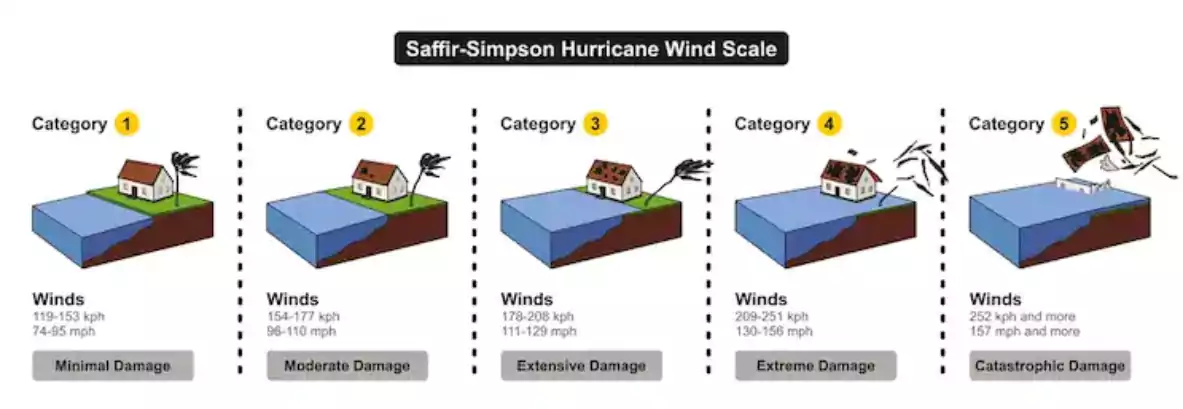 Saffir-Simpson Hurricane Wind Scale
Category 1
Winds
119-153 kph
74-95 mph
Minimal Damage
Category 2
Winds
154-177 kph
96-110 mph
Moderate Damage
Category 3
Winds
178-208 kph
111-129 mph
Extensive Damage
Category 4
Winds
209-251 kph
130-156 mph
Extreme Damage
Category 5
Winds
252 kph and more
157 mph and more
Catastrophic Damage